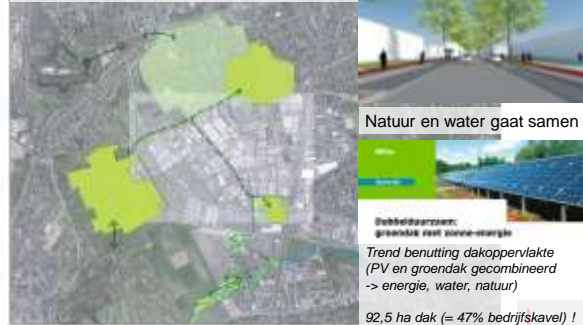 Natuur en water gaat samen
Dubbelduurzaam:
groendak met zonne-energie
Trend benutting dakoppervlakte
(PV en groendak gecombineerd
-> energie, water, natuur)
92,5 ha dak (= 47% bedrijfskavel) !